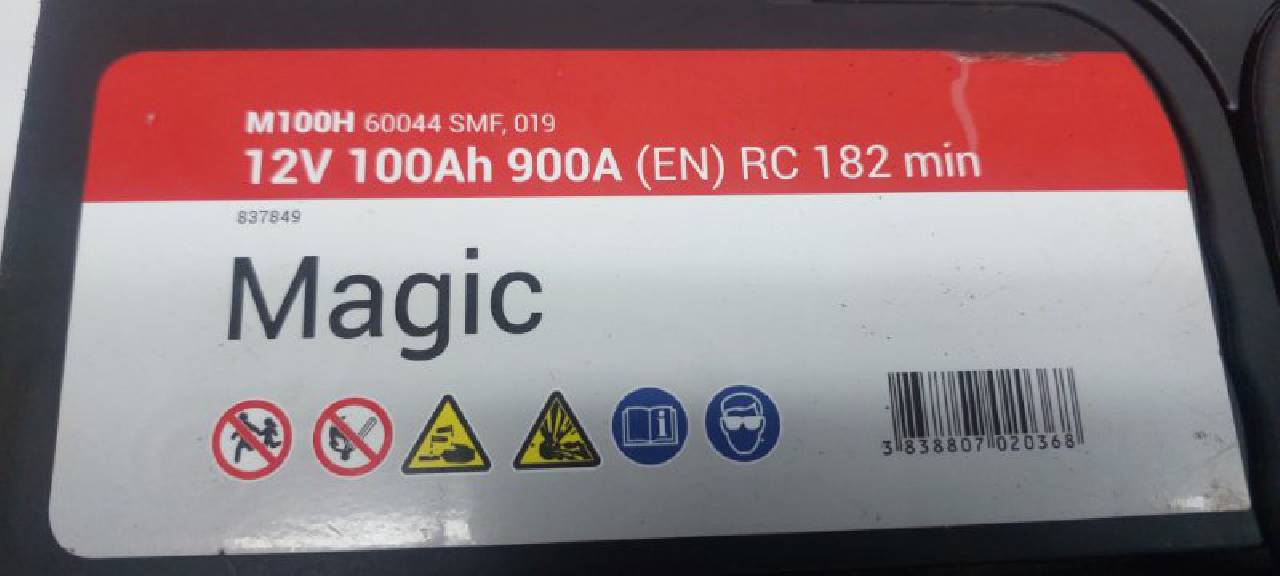 M100H 60044 SMF, 019
12V 100Ah 900A (EN) RC 182 min
837849
Magic
3 838807 020368